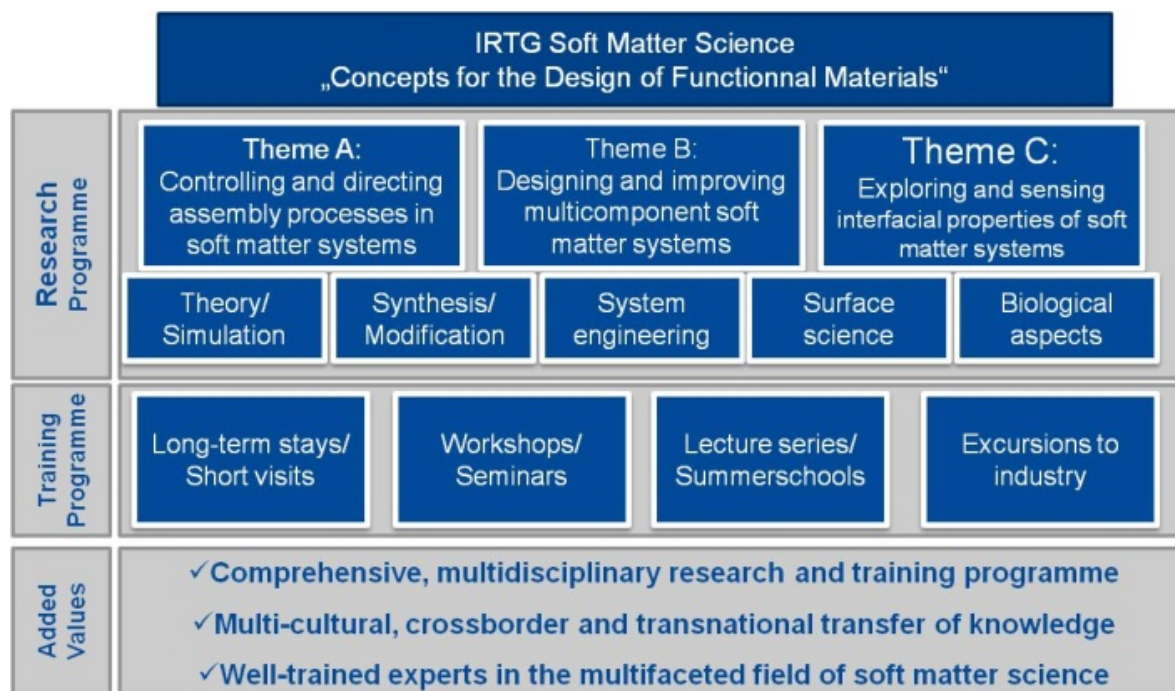 IRTG Soft Matter Science
„Concepts for the Design of Functionnal Materials“
Research
Programme
Theme A:
Controlling and directing
assembly processes in
soft matter systems
Theme B:
Designing and improving
multicomponent soft
matter systems
Theme C:
Exploring and sensing
interfacial properties of soft
matter systems
Theory/
Simulation
Synthesis/
Modification
System
engineering
Surface
science
Biological
aspects
Training
Programme
Long-term stays/
Short visits
Workshops/
Seminars
Lecture series/
Summerschools
Excursions to
industry
Added
Values
✓Comprehensive, multidisciplinary research and training programme
✓Multi-cultural, crossborder and transnational transfer of knowledge
✓Well-trained experts in the multifaceted field of soft matter science